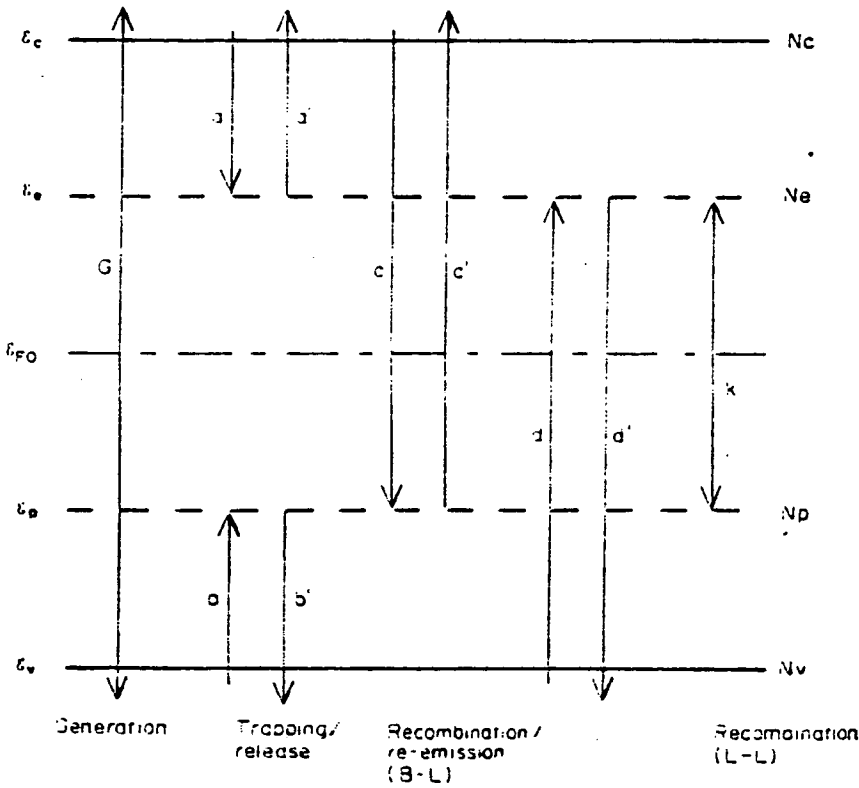 εc Nc
a a'
εe Ne
G c c'
εFO
k
d d'
εp Np
b'
εv Nv
Generation Trapping/ Recombination/ Recombination
release re-emission (L-L)
(B-L)